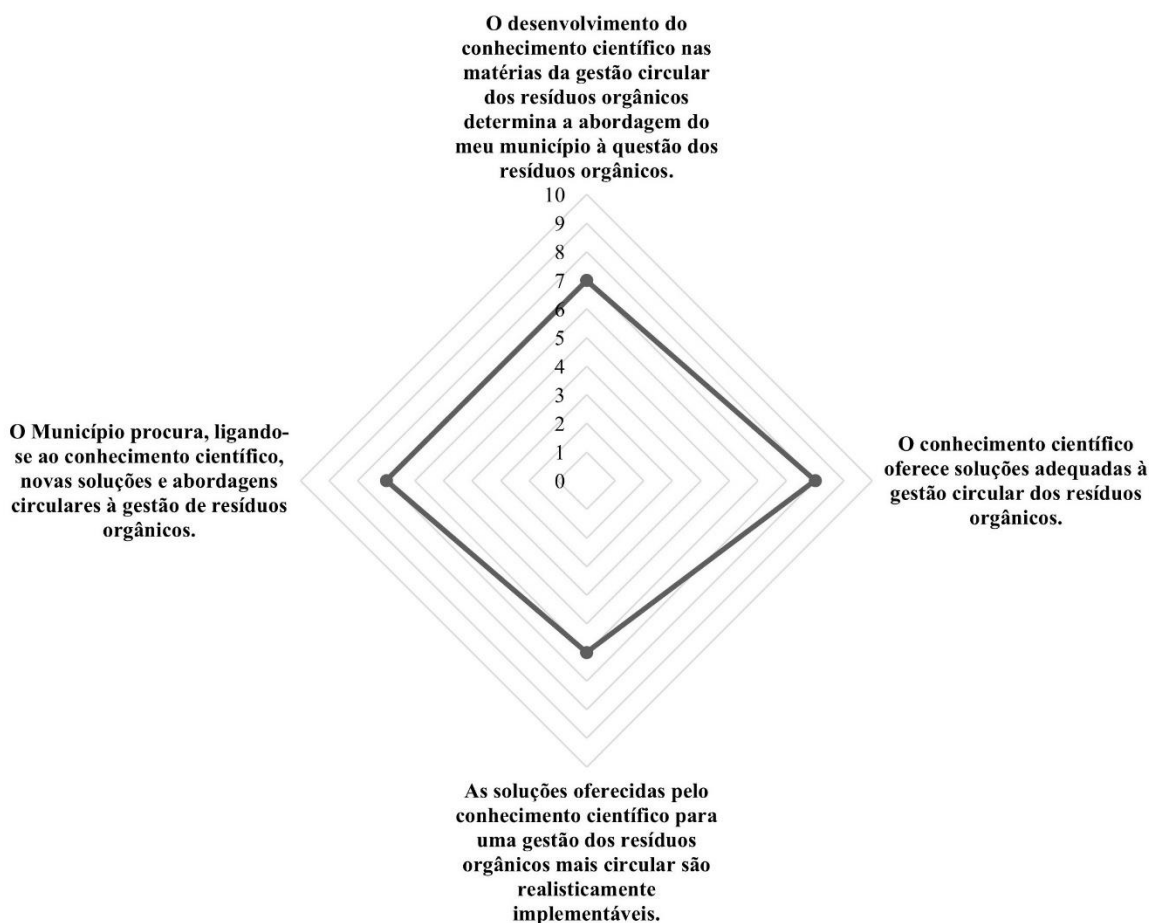 O desenvolvimento do
conhecimento científico nas
matérias da gestão circular
dos resíduos orgânicos
determina a abordagem do
meu município à questão dos
resíduos orgânicos.
10
9
8
7
6
5
4
3
2
1
0
O Município procura, ligando-
se ao conhecimento científico,
novas soluções e abordagens
circulares à gestão de resíduos
orgânicos.
O conhecimento científico
oferece soluções adequadas à
gestão circular dos resíduos
orgânicos.
As soluções oferecidas pelo
conhecimento científico para
uma gestão dos resíduos
orgânicos mais circular são
realisticamente
implementáveis.